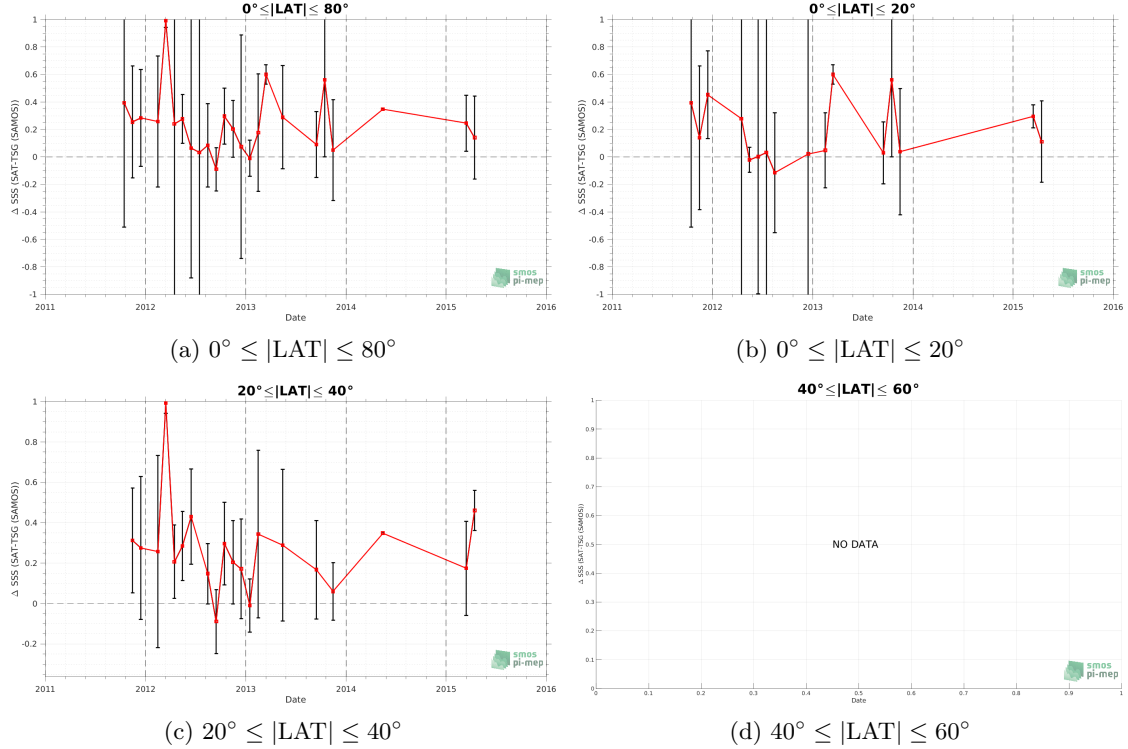 0°≤|LAT|≤ 80°
Δ SSS (SAT-TSG (SAMOS))
1
0.8
0.6
0.4
0.2
0
-0.2
-0.4
-0.6
-0.8
-1
2011 2012 2013 2014 2015 2016
Date
smos
pi-mep
(a) 0° ≤ |LAT| ≤ 80°
0°≤|LAT|≤ 20°
Δ SSS (SAT-TSG (SAMOS))
1
0.8
0.6
0.4
0.2
0
-0.2
-0.4
-0.6
-0.8
-1
2011 2012 2013 2014 2015 2016
Date
smos
pi-mep
(b) 0° ≤ |LAT| ≤ 20°
20°≤|LAT|≤ 40°
Δ SSS (SAT-TSG (SAMOS))
1
0.8
0.6
0.4
0.2
0
-0.2
2011 2012 2013 2014 2015 2016
Date
smos
pi-mep
(c) 20° ≤ |LAT| ≤ 40°
40°≤|LAT|≤ 60°
Δ SSS (SAT-TSG (SAMOS))
1
0.9
0.8
0.7
0.6
0.5
0.4
0.3
0.2
0.1
0
NO DATA
0 0.1 0.2 0.3 0.4 0.5 0.6 0.7 0.8 0.9 1
Date
smos
pi-mep
(d) 40° ≤ |LAT| ≤ 60°